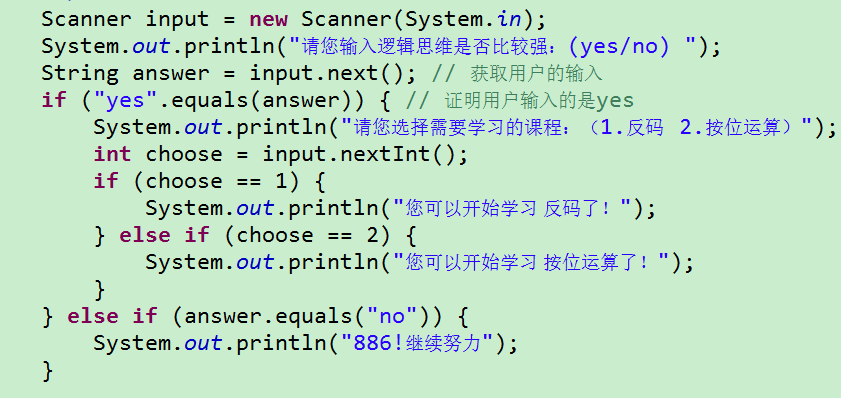 Scanner input = new Scanner(System.in);
System.out.println("请您输入逻辑思维是否比较强：(yes/no) ");
String answer = input.next(); // 获取用户的输入
if ("yes".equals(answer)) { // 证明用户输入的是yes
System.out.println("请您选择需要学习的课程：（1.反码 2.按位运算）");
int choose = input.nextInt();
if (choose == 1) {
System.out.println("您可以开始学习 反码了！");
} else if (choose == 2) {
System.out.println("您可以开始学习 按位运算了！");
}
} else if (answer.equals("no")) {
System.out.println("886!继续努力");
}